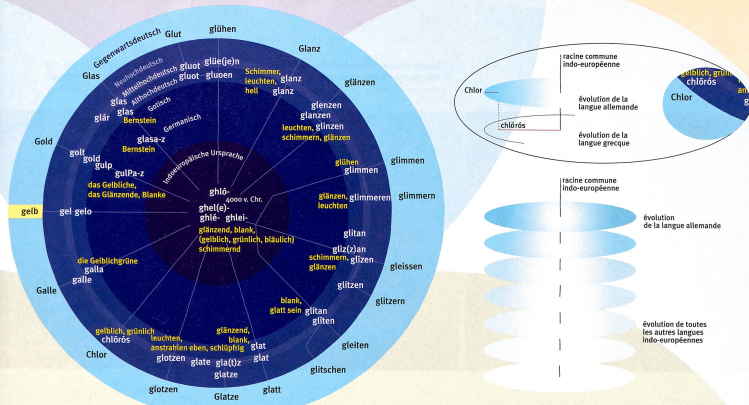 Gegenwartsdeutsch
Neuhochdeutsch
Mittelhochdeutsch
Althochdeutsch
Gotisch
Germanisch
Indoeuropäische Ursprache
ghlō-
4000 v. Chr.
ghel(e)-
ghlē- ghlei-
glänzend, blank,
(gelblich, grünlich, bläulich)
schimmernd
Glut
gluot
gluot
glühen
glüe(je)n
gluoen
Glanz
Schimmer,
leuchten,
hell
glanz
glanz
glänzen
glenzen
glanzen
leuchten, glinzen
schimmern, glänzen
glimmen
glühen
glimmen
glimmern
glänzen, glimmeren
leuchten
gleissen
glitan
gliz(z)an
schimmern, glizen
glänzen
glitzern
glitzen
gleiten
blank,
glatt sein
glitan
gliten
glitschen
glatt
glänzend,
blank,
eben, schlüpfrig
glat
glat
Glatze
glate
gla(t)z
glatze
glotzen
leuchten,
anstrahlen
glotzen
Chlor
gelblich, grünlich
chlōrós
Galle
die Gelblichgrüne
galla
galle
gelb
gel gelo
Gold
golt
gold
gulp
gulPa-z
das Gelbliche,
das Glänzende, Blanke
Glas
glas
glas
glár
Bernstein
glasa-z
Bernstein
racine commune
indo-européenne
Chlor
évolution de la
langue allemande
chlōrós
évolution de la
langue grecque
gelblich, grünl
chlōrós
Chlor
racine commune
indo-européenne
évolution
de la langue allemande
évolution de toutes
les autres langues
indo-européennes